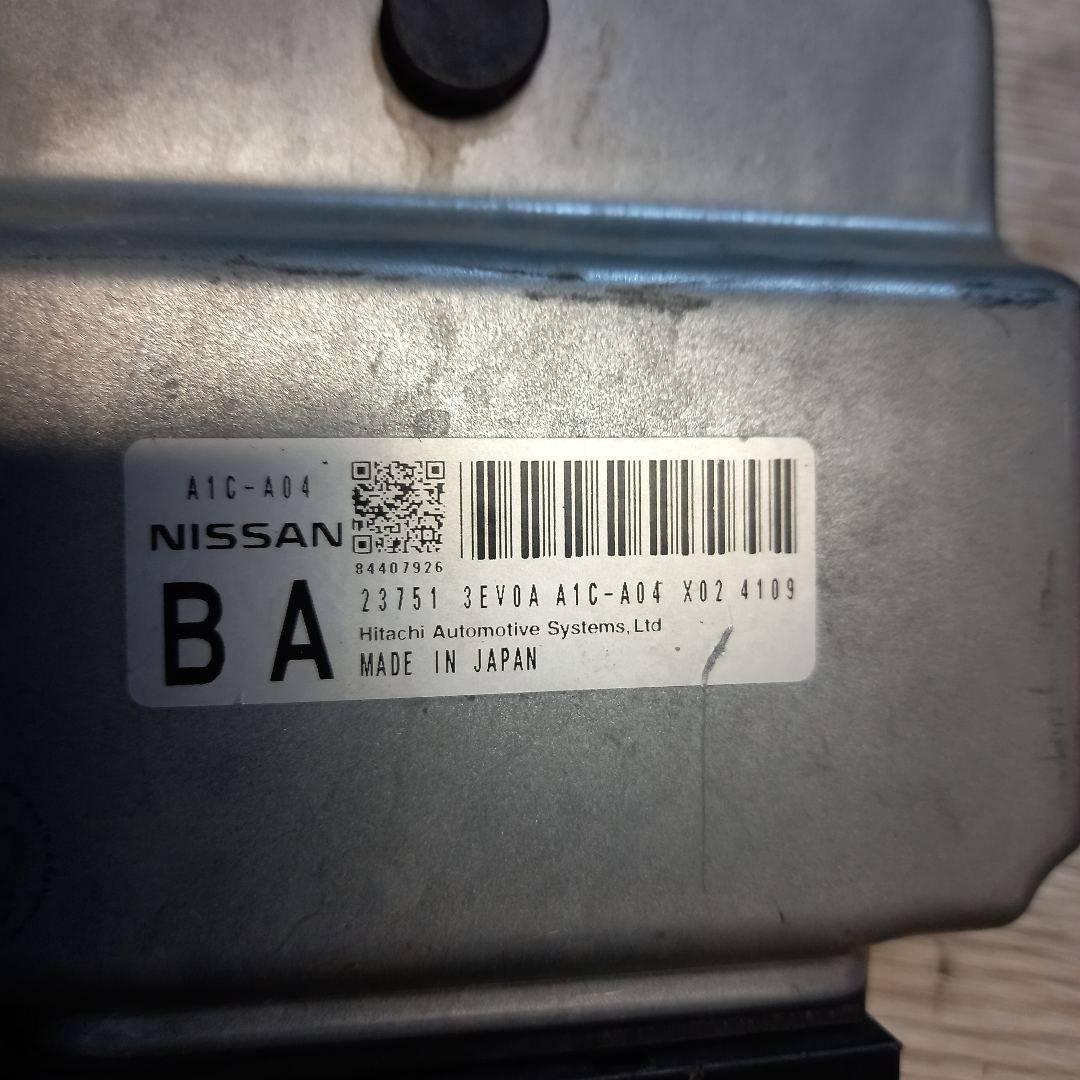 A1C-A04
NISSAN
84407926
BA
23751 3EV0A A1C-A04 X02 4109
Hitachi Automotive Systems, Ltd
MADE IN JAPAN